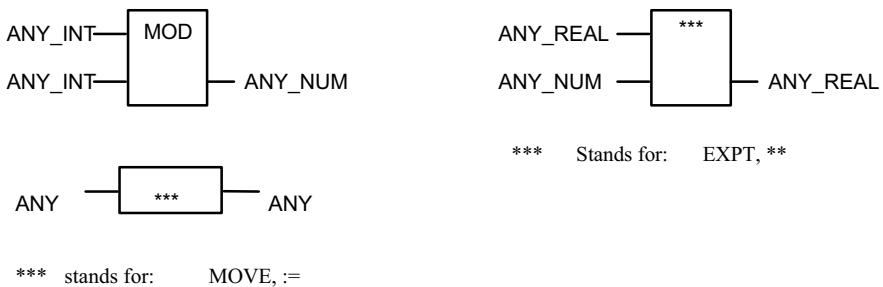 ANY_INT MOD
ANY_INT ANY_NUM
ANY *** ANY
*** stands for: MOVE, :=
ANY_REAL ***
ANY_NUM ANY_REAL
*** Stands for: EXPT, **